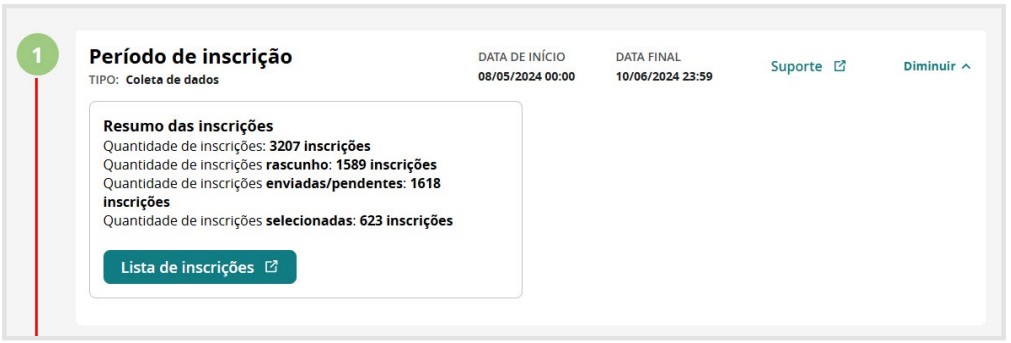 1
Período de inscrição
TIPO: Coleta de dados
DATA DE INÍCIO
08/05/2024 00:00
DATA FINAL
10/06/2024 23:59
Suporte
Diminuir
Resumo das inscrições
Quantidade de inscrições: 3207 inscrições
Quantidade de inscrições rascunho: 1589 inscrições
Quantidade de inscrições enviadas/pendentes: 1618
inscrições
Quantidade de inscrições selecionadas: 623 inscrições
Lista de inscrições